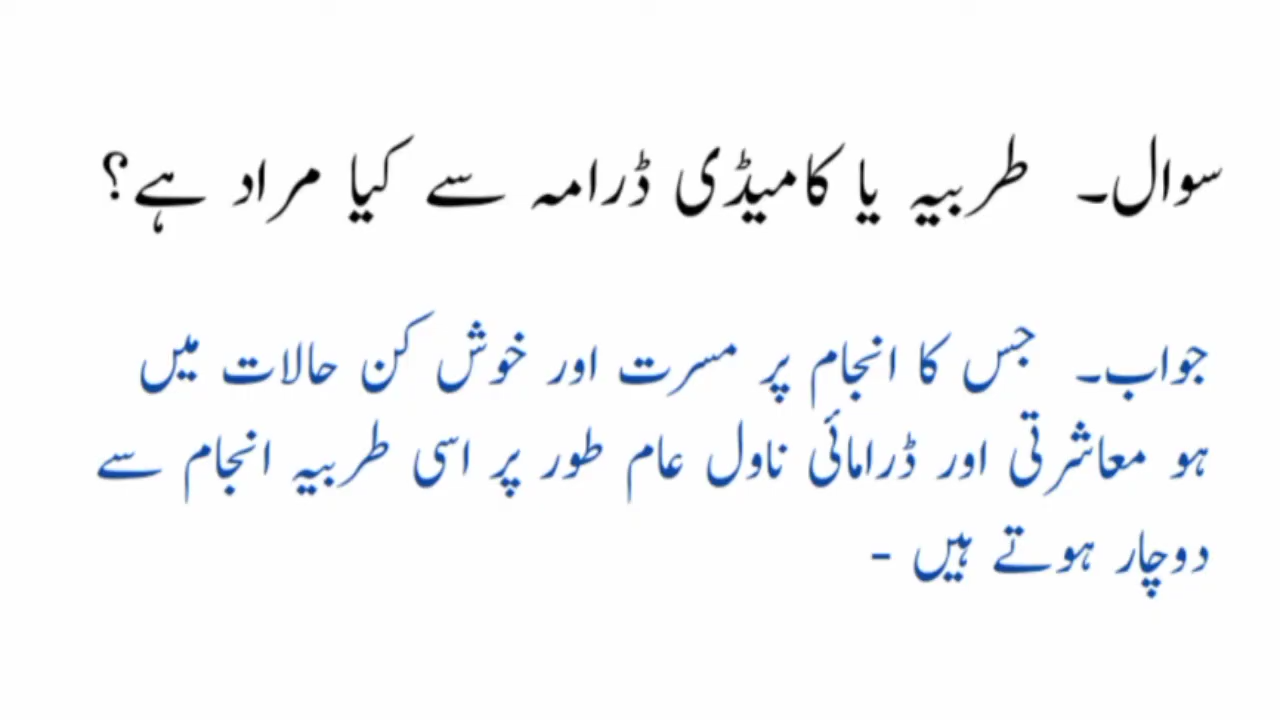 سوال۔ طربیہ یا کامیڈی ڈرامہ سے کیا مراد ہے؟
جواب۔ جس کا انجام پر مسرت اور خوش کن حالات میں
ہو معاشرتی اور ڈرامائی ناول عام طور پر اسی طربیہ انجام سے
دوچار ہوتے ہیں -